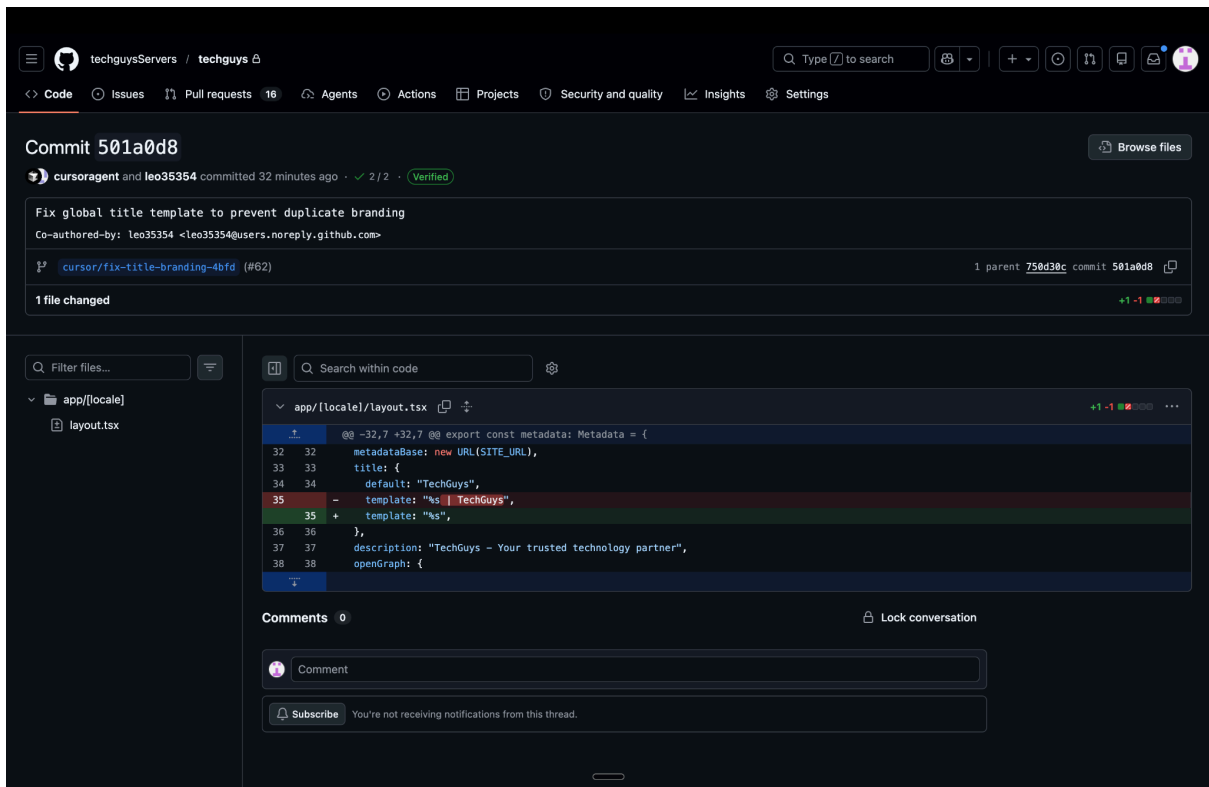 techguysServers / techguys
Type / to search
Code
Issues
Pull requests 16
Agents
Actions
Projects
Security and quality
Insights
Settings
Commit 501a0d8
Browse files
cursoragent and leo35354 committed 32 minutes ago · 2 / 2 · Verified
Fix global title template to prevent duplicate branding
Co-authored-by: leo35354 <leo35354@users.noreply.github.com>
cursor/fix-title-branding-4bfd (#62)
1 parent 750d30c commit 501a0d8
1 file changed
+1 -1
Filter files...
app/[locale]
layout.tsx
Search within code
app/[locale]/layout.tsx
+1 -1
@@ -32,7 +32,7 @@ export const metadata: Metadata = {
32 32 metadataBase: new URL(SITE_URL),
33 33 title: {
34 34 default: "TechGuys",
35 - template: "%s | TechGuys",
35 + template: "%s",
36 36 },
37 37 description: "TechGuys – Your trusted technology partner",
38 38 openGraph: {
Comments 0
Lock conversation
Comment
Subscribe
You're not receiving notifications from this thread.